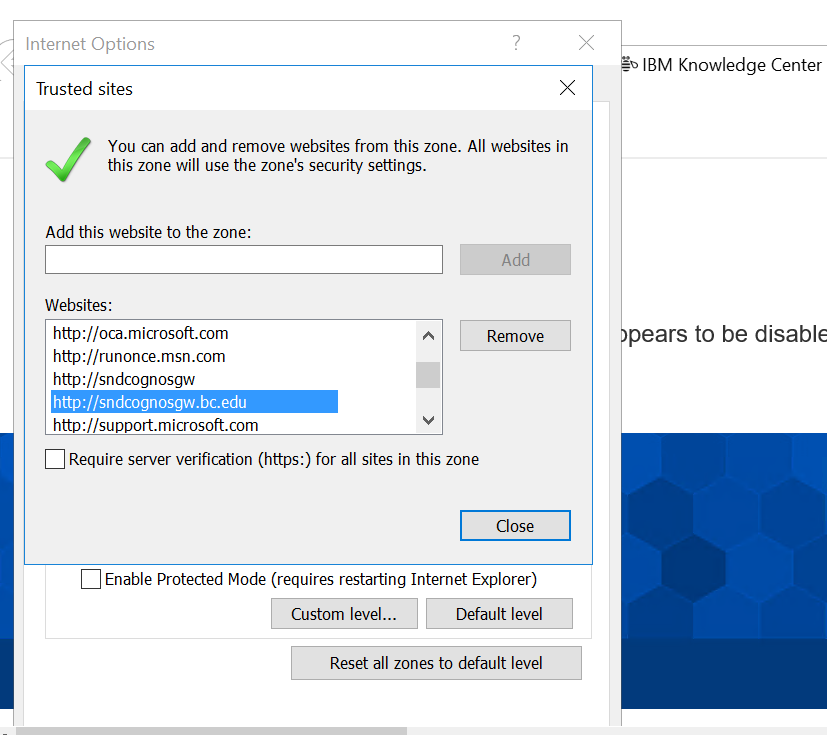 Internet Options
?
IBM Knowledge Center
Trusted sites
You can add and remove websites from this zone. All websites in
this zone will use the zone's security settings.
Add this website to the zone:
Add
Websites:
http://oca.microsoft.com
http://runonce.msn.com
http://sndcognosgw
http://sndcognosgw.bc.edu
http://support.microsoft.com
Remove
ppears to be disable
Require server verification (https:) for all sites in this zone
Close
Enable Protected Mode (requires restarting Internet Explorer)
Custom level...
Default level
Reset all zones to default level